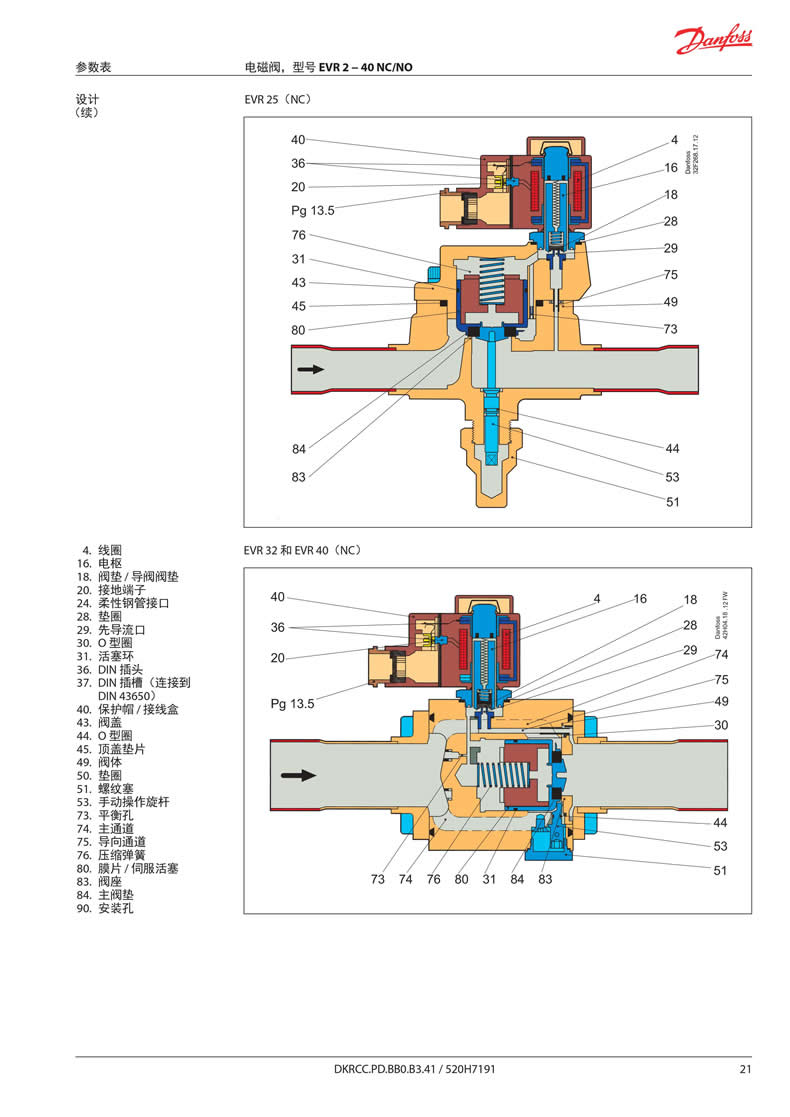 Danfoss
参数表
电磁阀，型号 EVR 2 – 40 NC/NO
设计
（续）
EVR 25（NC）
40
36
20
Pg 13.5
76
31
43
45
80
84
83
4
16
18
28
29
75
49
73
44
53
51
Danfoss
32F268.17.12
4. 线圈
16. 电枢
18. 阀垫 / 导阀阀垫
20. 接地端子
24. 柔性钢管接口
28. 垫圈
29. 先导流口
30. O 型圈
31. 活塞环
36. DIN 插头
37. DIN 插槽（连接到
DIN 43650）
40. 保护帽 / 接线盒
43. 阀盖
44. O 型圈
45. 顶盖垫片
49. 阀体
50. 垫圈
51. 螺纹塞
53. 手动操作旋杆
73. 平衡孔
74. 主通道
75. 导向通道
76. 压缩弹簧
80. 膜片 / 伺服活塞
83. 阀座
84. 主阀垫
90. 安装孔
EVR 32 和 EVR 40（NC）
40
36
20
Pg 13.5
4
16
18
28
29
74
75
49
30
44
53
51
73 74 76 80 31 84 83
Danfoss
42H04.18 .12 FW
DKRCC.PD.BB0.B3.41 / 520H7191
21